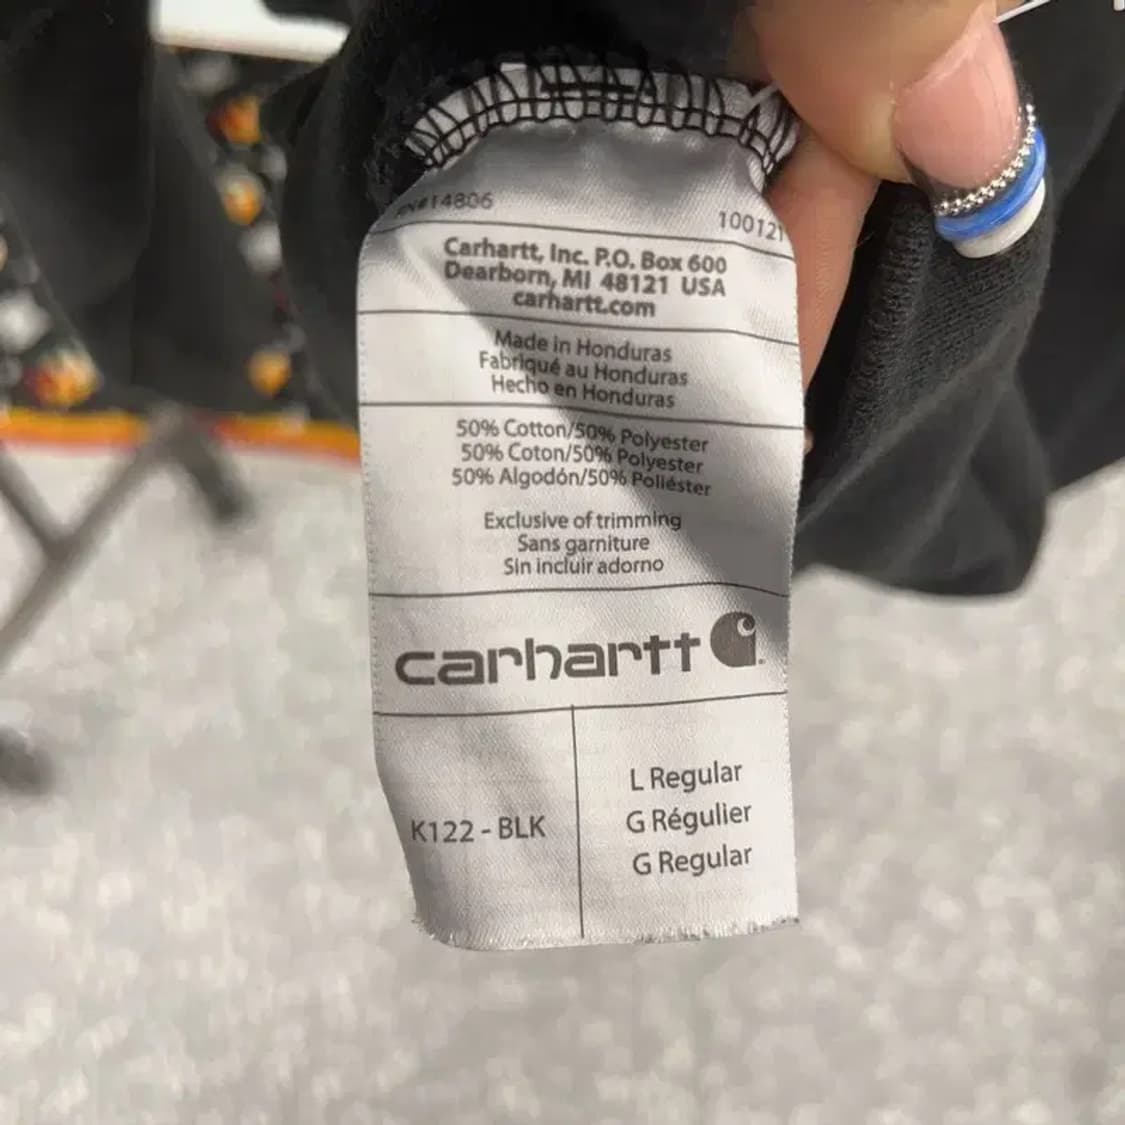 RN#14806
100121
Carhartt, Inc. P.O. Box 600
Dearborn, MI 48121 USA
carhartt.com
Made in Honduras
Fabriqué au Honduras
Hecho en Honduras
50% Cotton/50% Polyester
50% Coton/50% Polyester
50% Algodón/50% Poliéster
Exclusive of trimming
Sans garniture
Sin incluir adorno
carhartt
K122 - BLK
L Regular
G Régulier
G Regular